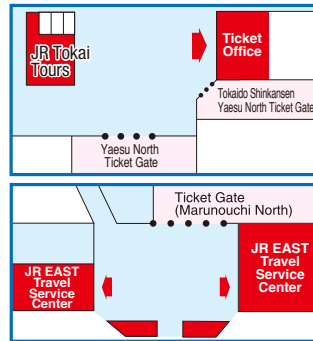 JR Tokai
Tours
Ticket
Office
Tokaido Shinkansen
Yaesu North Ticket Gate
Yaesu North
Ticket Gate
Ticket Gate
(Marunouchi North)
JR EAST
Travel
Service
Center
JR EAST
Travel
Service
Center